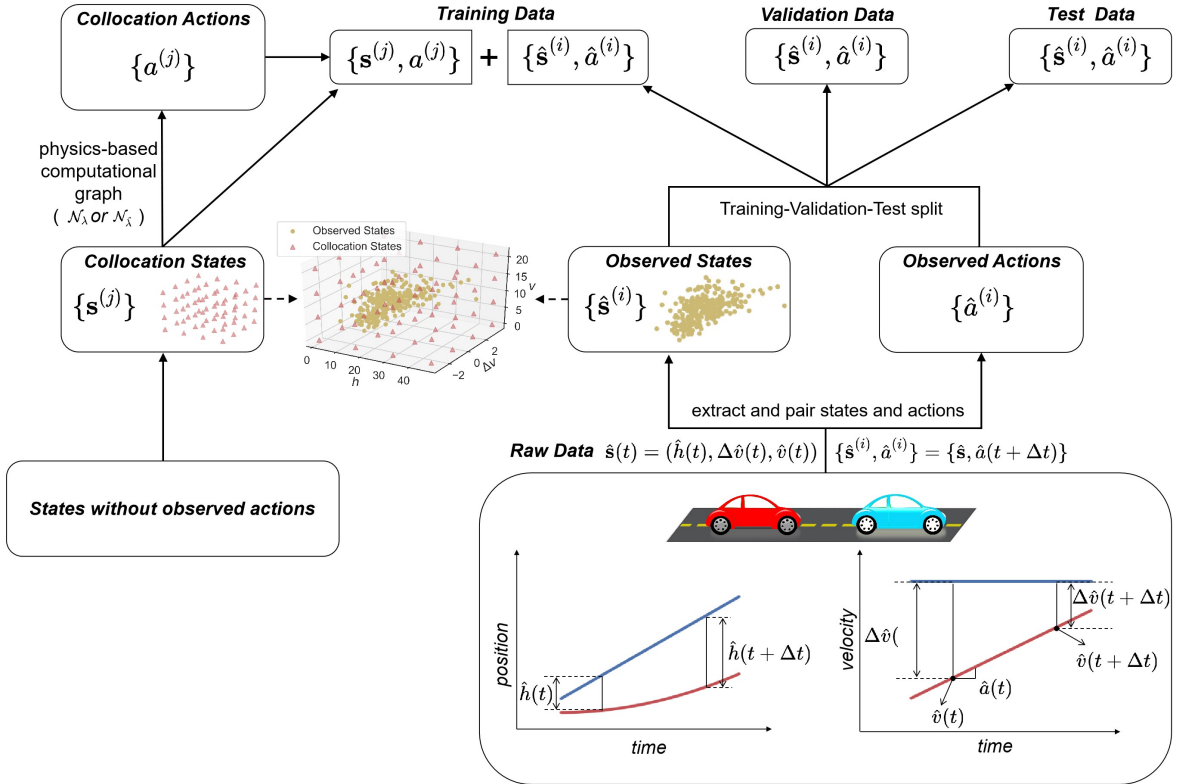 Collocation Actions
{a^(j)}
Training Data
{s^(j), a^(j)} + {ŝ^(i), â^(i)}
Validation Data
{ŝ^(i), â^(i)}
Test Data
{ŝ^(i), â^(i)}
physics-based
computational
graph
( 𝒩_λ or 𝒩_λ̂ )
Training-Validation-Test split
Collocation States
{s^(j)}
Observed States
Collocation States
20
15
10
5
0
v
2
0
−2
Δv
0
10
20
30
40
h
Observed States
{ŝ^(i)}
Observed Actions
{â^(i)}
extract and pair states and actions
Raw Data ŝ(t) = (ĥ(t), Δv̂(t), v̂(t)) {ŝ^(i), â^(i)} = {ŝ, â(t + Δt)}
States without observed actions
position
ĥ(t)
ĥ(t + Δt)
time
velocity
Δv̂(
Δv̂(t + Δt)
v̂(t + Δt)
â(t)
v̂(t)
time